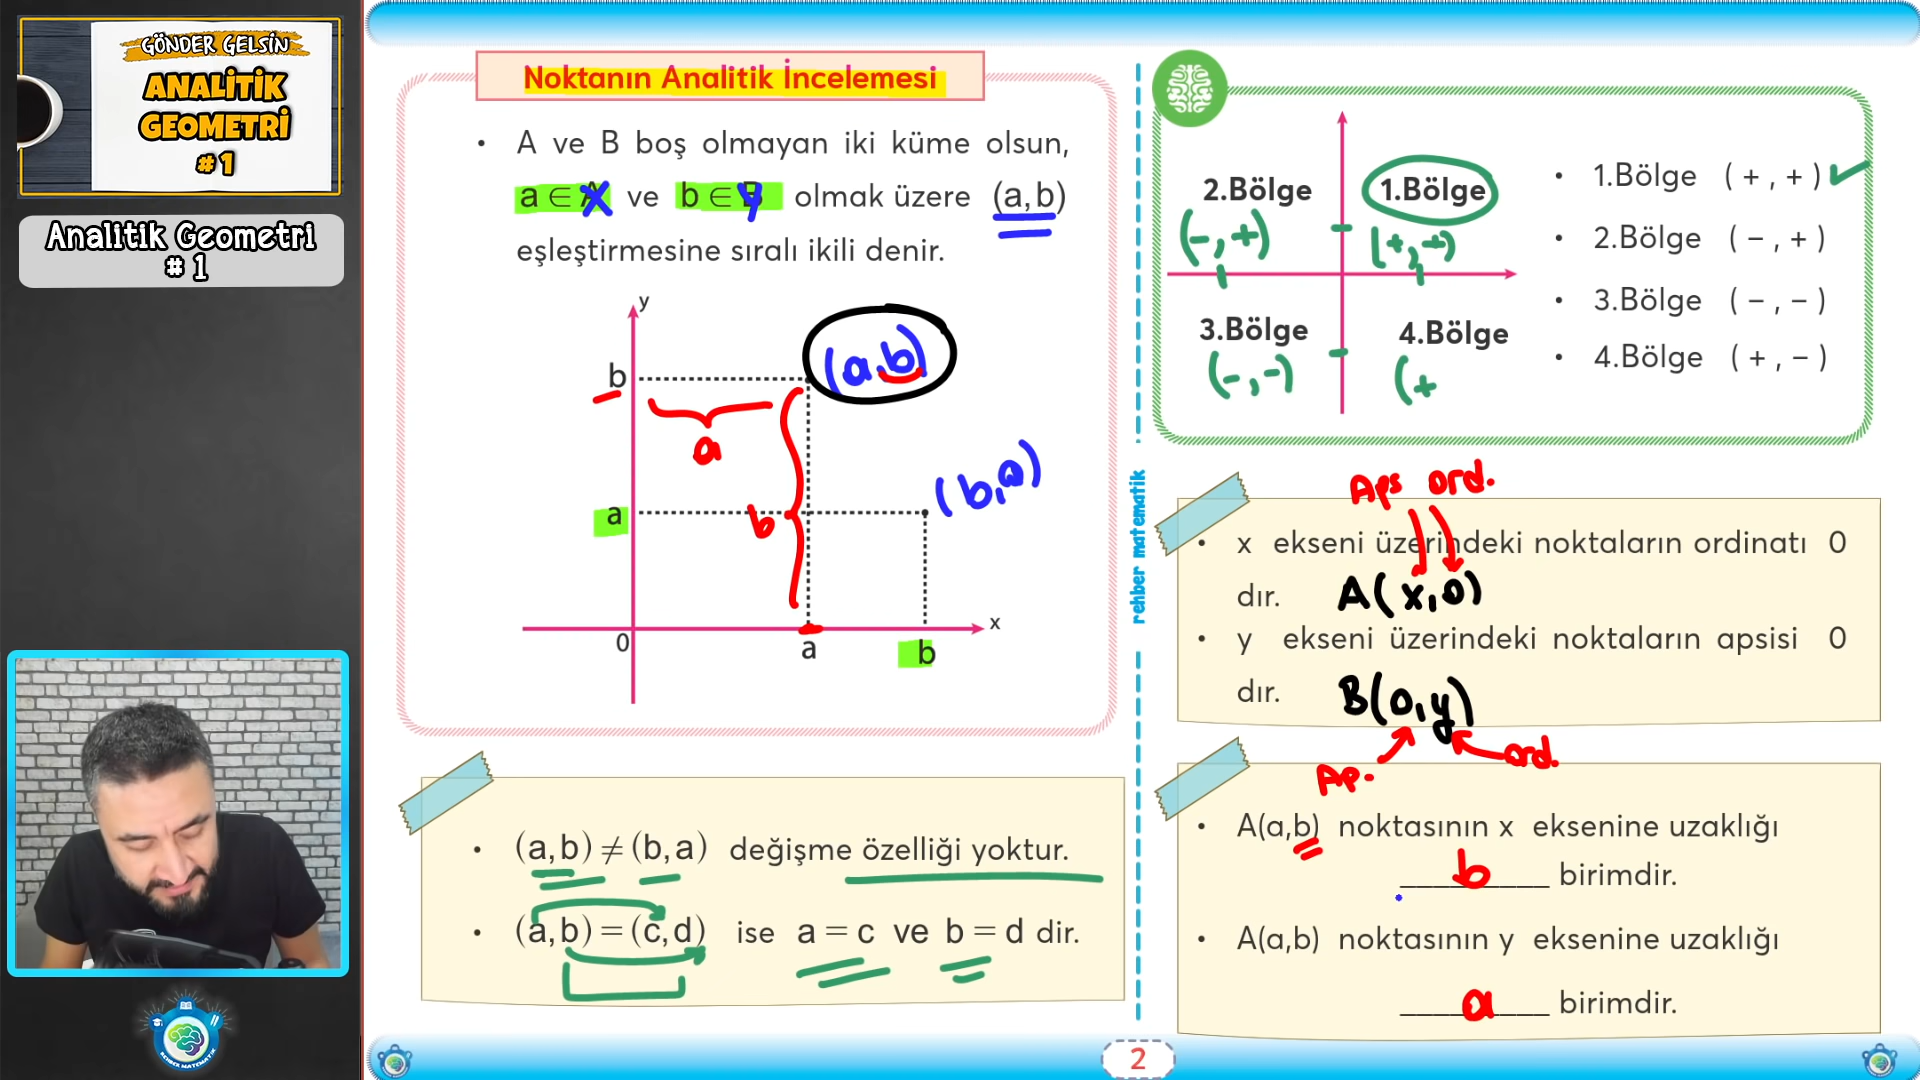 GÖNDER GELSİN
ANALİTİK
GEOMETRİ
#1
Analitik Geometri
# 1
REHBER MATEMATİK
Noktanın Analitik İncelemesi
• A ve B boş olmayan iki küme olsun,
a ∈ A x ve b ∈ B y olmak üzere (a,b)
eşleştirmesine sıralı ikili denir.
y
b
(a,b)
a
(b,a)
a
b
x
0
a
b
• (a,b) ≠ (b,a) değişme özelliği yoktur.
• (a,b) = (c,d) ise a = c ve b = d dir.
rehber matematik
2.Bölge
1.Bölge
(-,+)
(+,+)
3.Bölge
4.Bölge
(-,-)
(+
• 1.Bölge ( + , + ) ✓
• 2.Bölge ( − , + )
• 3.Bölge ( − , − )
• 4.Bölge ( + , − )
Aps ord.
• x ekseni üzerindeki noktaların ordinatı 0
dır. A(x,0)
• y ekseni üzerindeki noktaların apsisi 0
dır. B(0,y)
Ap. ord.
• A(a,b) noktasının x eksenine uzaklığı
____b____ birimdir.
• A(a,b) noktasının y eksenine uzaklığı
____a____ birimdir.
2